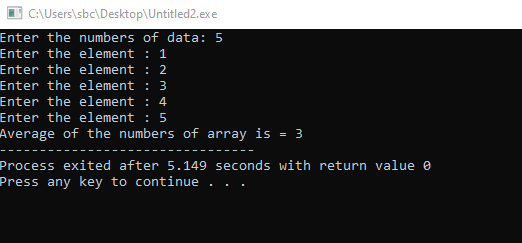 C:\Users\sbc\Desktop\Untitled2.exe
Enter the numbers of data: 5
Enter the element : 1
Enter the element : 2
Enter the element : 3
Enter the element : 4
Enter the element : 5
Average of the numbers of array is = 3
--------------------------------
Process exited after 5.149 seconds with return value 0
Press any key to continue . . .